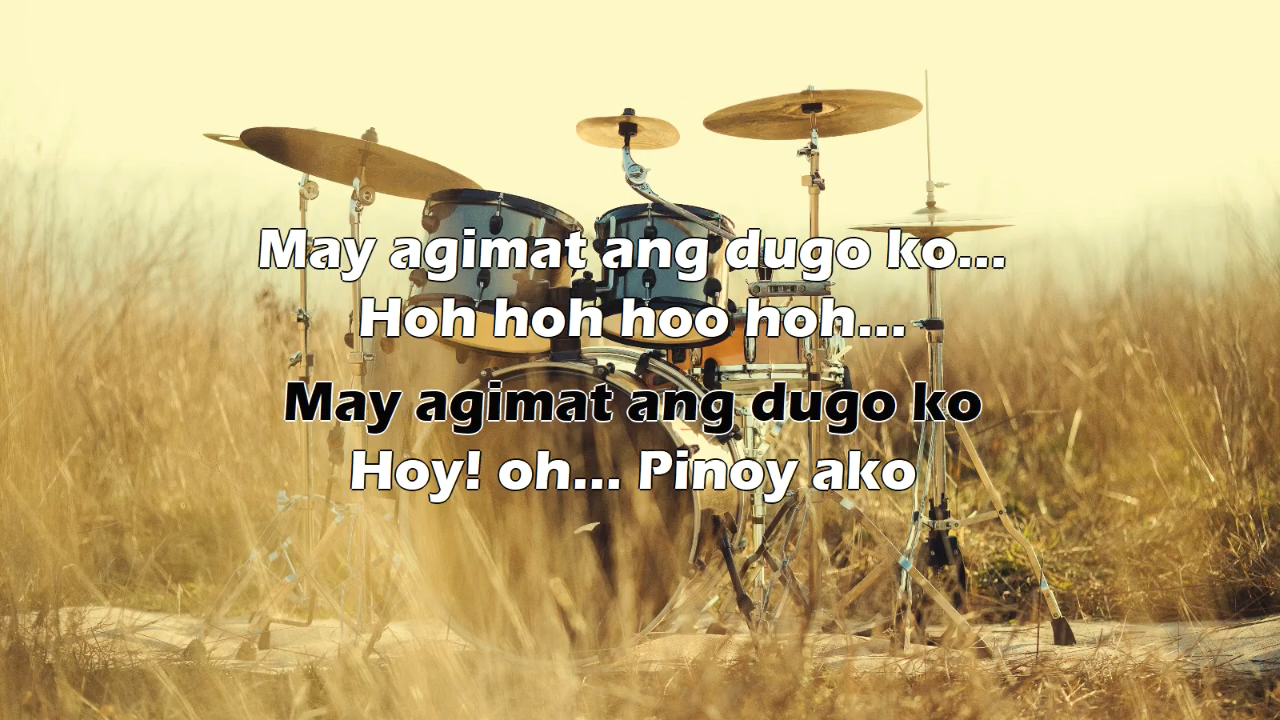 May agimat ang dugo ko...
Hoh hoh hoo hoh...
May agimat ang dugo ko
Hoy! oh... Pinoy ako